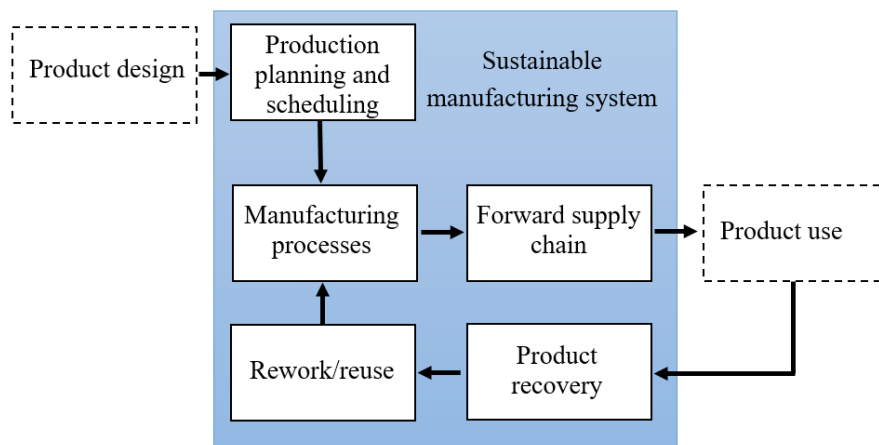 Product design
Production
planning and
scheduling
Sustainable
manufacturing system
Manufacturing
processes
Forward supply
chain
Product use
Rework/reuse
Product
recovery